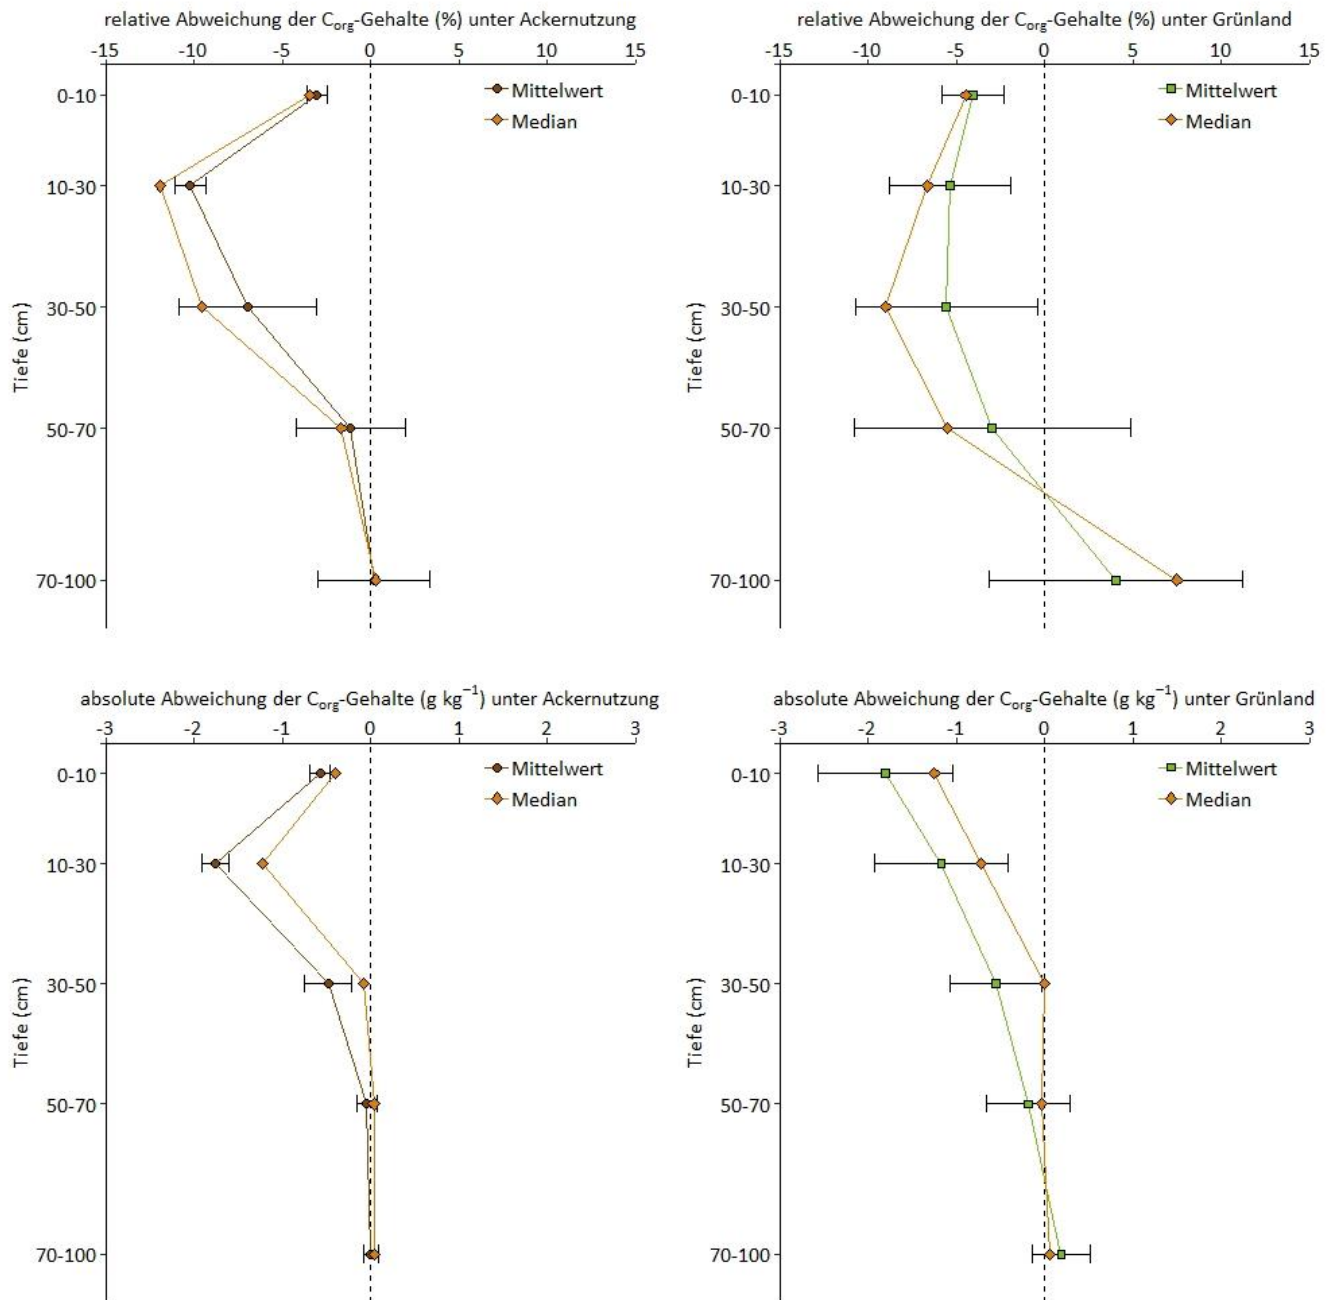 relative Abweichung der Corg-Gehalte (%) unter Ackernutzung
-15 -10 -5 0 5 10 15
Mittelwert
Median
Tiefe (cm)
0-10
10-30
30-50
50-70
70-100
relative Abweichung der Corg-Gehalte (%) unter Grünland
-15 -10 -5 0 5 10 15
Mittelwert
Median
Tiefe (cm)
0-10
10-30
30-50
50-70
70-100
absolute Abweichung der Corg-Gehalte (g kg⁻¹) unter Ackernutzung
-3 -2 -1 0 1 2 3
Mittelwert
Median
Tiefe (cm)
0-10
10-30
30-50
50-70
70-100
absolute Abweichung der Corg-Gehalte (g kg⁻¹) unter Grünland
-3 -2 -1 0 1 2 3
Mittelwert
Median
Tiefe (cm)
0-10
10-30
30-50
50-70
70-100